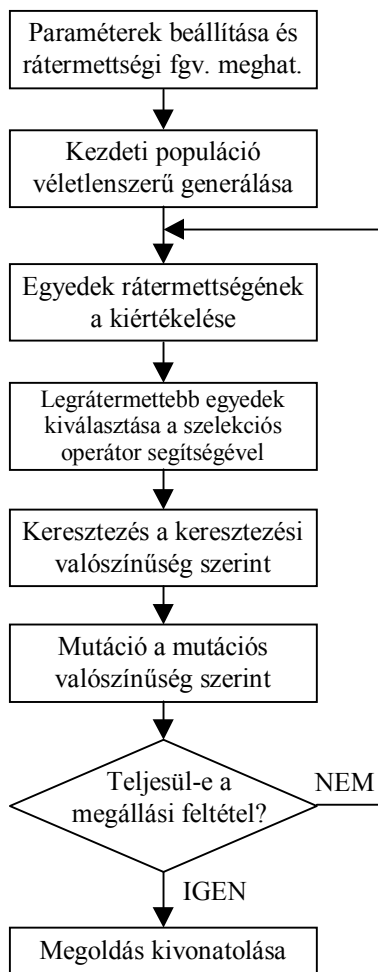 Paraméterek beállítása és
rátermettségi fgv. meghat.
Kezdeti populáció
véletlenszerű generálása
Egyedek rátermettségének
a kiértékelése
Legrátermettebb egyedek
kiválasztása a szelekciós
operátor segítségével
Keresztezés a keresztezési
valószínűség szerint
Mutáció a mutációs
valószínűség szerint
Teljesül-e a
megállási feltétel?
NEM
IGEN
Megoldás kivonatolása